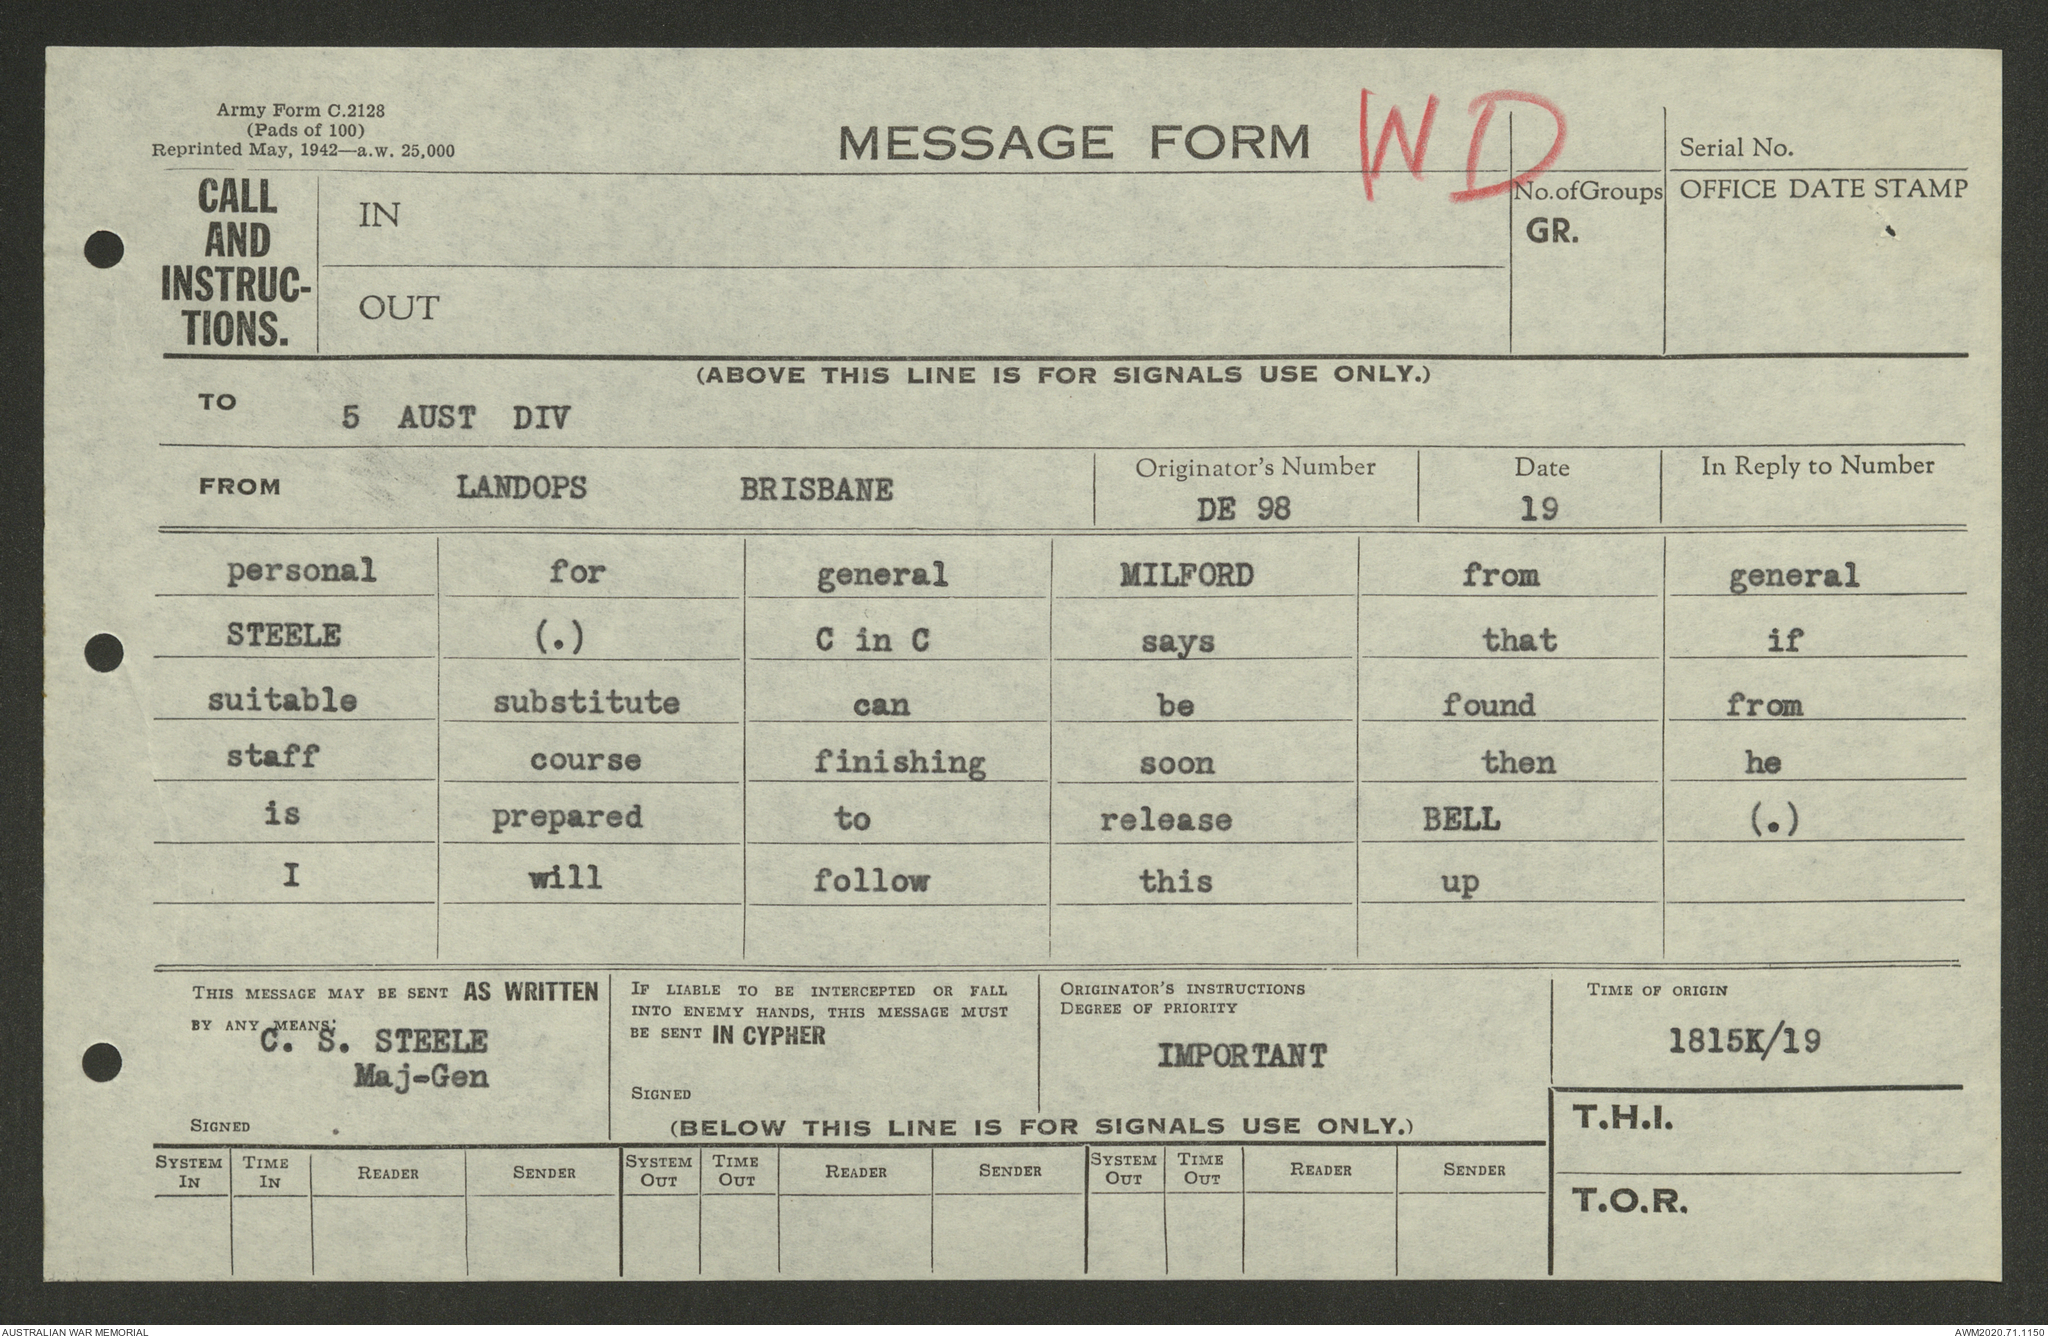 Army Form C.2128
(Pads of 100)
Reprinted May, 1942—a.w. 25,000
MESSAGE FORM
WD
Serial No.
CALL
AND
INSTRUC-
TIONS.
IN
OUT
No. of Groups
GR.
OFFICE DATE STAMP
(ABOVE THIS LINE IS FOR SIGNALS USE ONLY.)
TO 5 AUST DIV
FROM LANDOPS BRISBANE
Originator's Number
DE 98
Date
19
In Reply to Number
personal for general MILFORD from general
STEELE (.) C in C says that if
suitable substitute can be found from
staff course finishing soon then he
is prepared to release BELL (.)
I will follow this up
THIS MESSAGE MAY BE SENT AS WRITTEN
BY ANY MEANS:
C. S. STEELE
Maj-Gen
SIGNED
IF LIABLE TO BE INTERCEPTED OR FALL
INTO ENEMY HANDS, THIS MESSAGE MUST
BE SENT IN CYPHER
SIGNED
ORIGINATOR'S INSTRUCTIONS
DEGREE OF PRIORITY
IMPORTANT
TIME OF ORIGIN
1815K/19
(BELOW THIS LINE IS FOR SIGNALS USE ONLY.)
T.H.I.
T.O.R.
SYSTEM IN TIME IN READER SENDER SYSTEM OUT TIME OUT READER SENDER SYSTEM OUT TIME OUT READER SENDER
AUSTRALIAN WAR MEMORIAL
AWM2020.71.1150